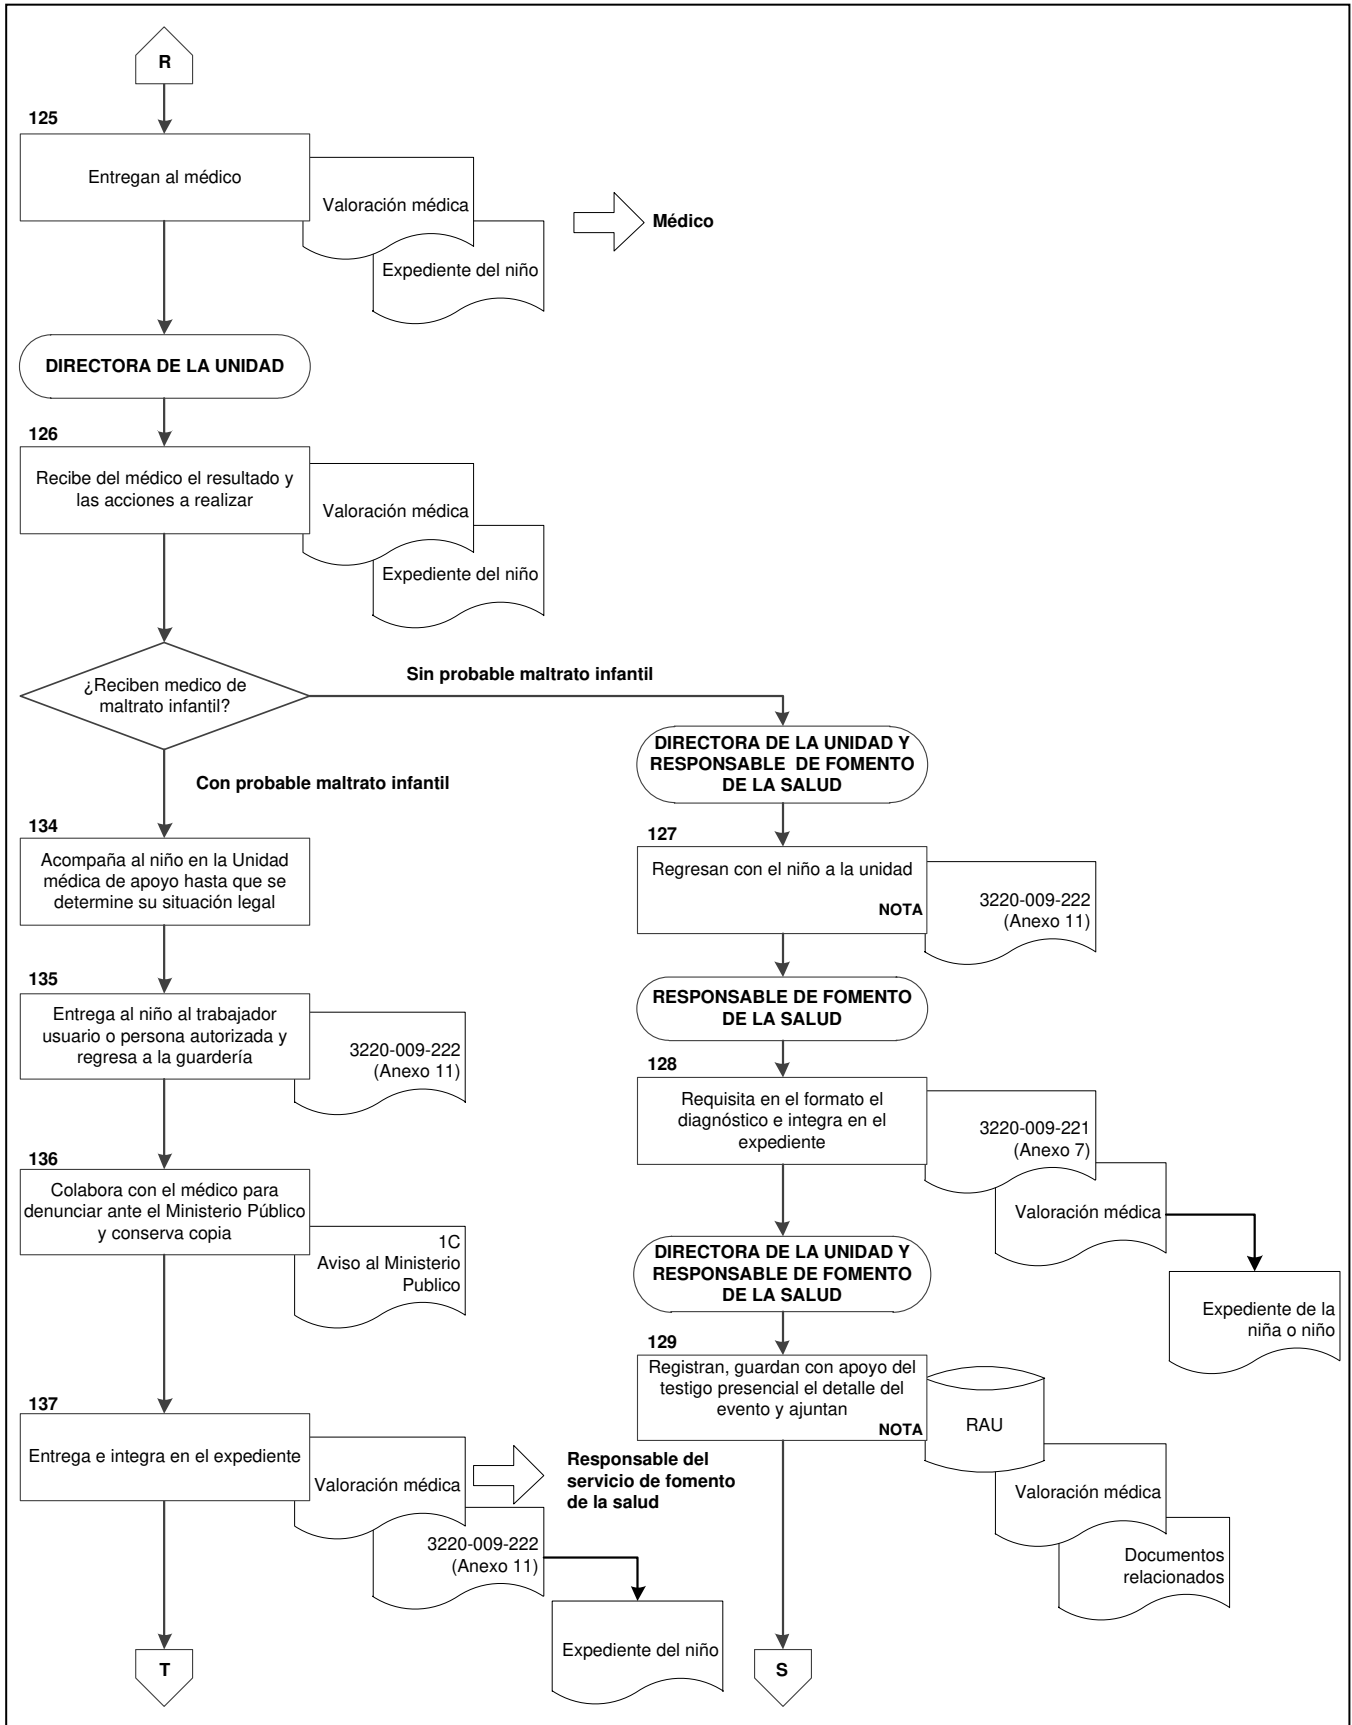 R
125
Entregan al médico
Valoración médica
Expediente del niño
Médico
DIRECTORA DE LA UNIDAD
126
Recibe del médico el resultado y
las acciones a realizar
Valoración médica
Expediente del niño
¿Reciben medico de
maltrato infantil?
Sin probable maltrato infantil
Con probable maltrato infantil
134
Acompaña al niño en la Unidad
médica de apoyo hasta que se
determine su situación legal
135
Entrega al niño al trabajador
usuario o persona autorizada y
regresa a la guardería
3220-009-222
(Anexo 11)
136
Colabora con el médico para
denunciar ante el Ministerio Público
y conserva copia
1C
Aviso al Ministerio
Publico
137
Entrega e integra en el expediente
Valoración médica
Responsable del
servicio de fomento
de la salud
3220-009-222
(Anexo 11)
Expediente del niño
T
DIRECTORA DE LA UNIDAD Y
RESPONSABLE DE FOMENTO
DE LA SALUD
127
Regresan con el niño a la unidad
NOTA
3220-009-222
(Anexo 11)
RESPONSABLE DE FOMENTO
DE LA SALUD
128
Requisita en el formato el
diagnóstico e integra en el
expediente
3220-009-221
(Anexo 7)
Valoración médica
Expediente de la
niña o niño
DIRECTORA DE LA UNIDAD Y
RESPONSABLE DE FOMENTO
DE LA SALUD
129
Registran, guardan con apoyo del
testigo presencial el detalle del
evento y ajuntan
NOTA
RAU
Valoración médica
Documentos
relacionados
S